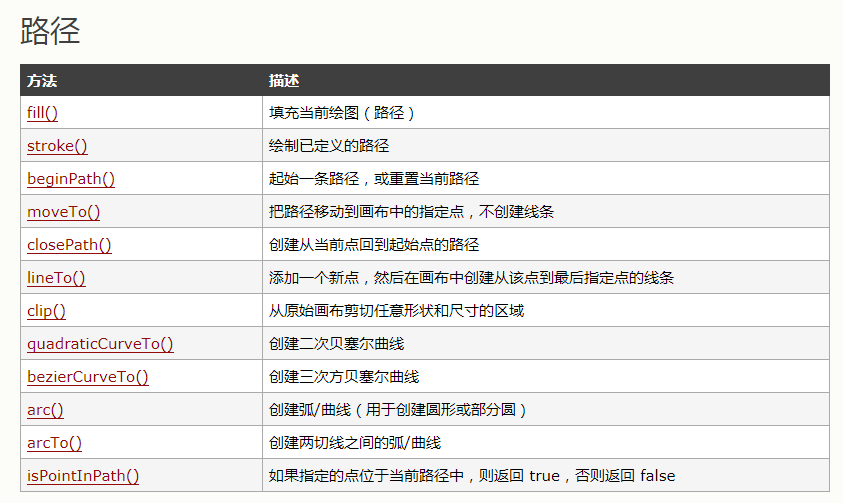 路径
方法 描述
fill() 填充当前绘图（路径）
stroke() 绘制已定义的路径
beginPath() 起始一条路径，或重置当前路径
moveTo() 把路径移动到画布中的指定点，不创建线条
closePath() 创建从当前点回到起始点的路径
lineTo() 添加一个新点，然后在画布中创建从该点到最后指定点的线条
clip() 从原始画布剪切任意形状和尺寸的区域
quadraticCurveTo() 创建二次贝塞尔曲线
bezierCurveTo() 创建三次方贝塞尔曲线
arc() 创建弧/曲线（用于创建圆形或部分圆）
arcTo() 创建两切线之间的弧/曲线
isPointInPath() 如果指定的点位于当前路径中，则返回 true，否则返回 false